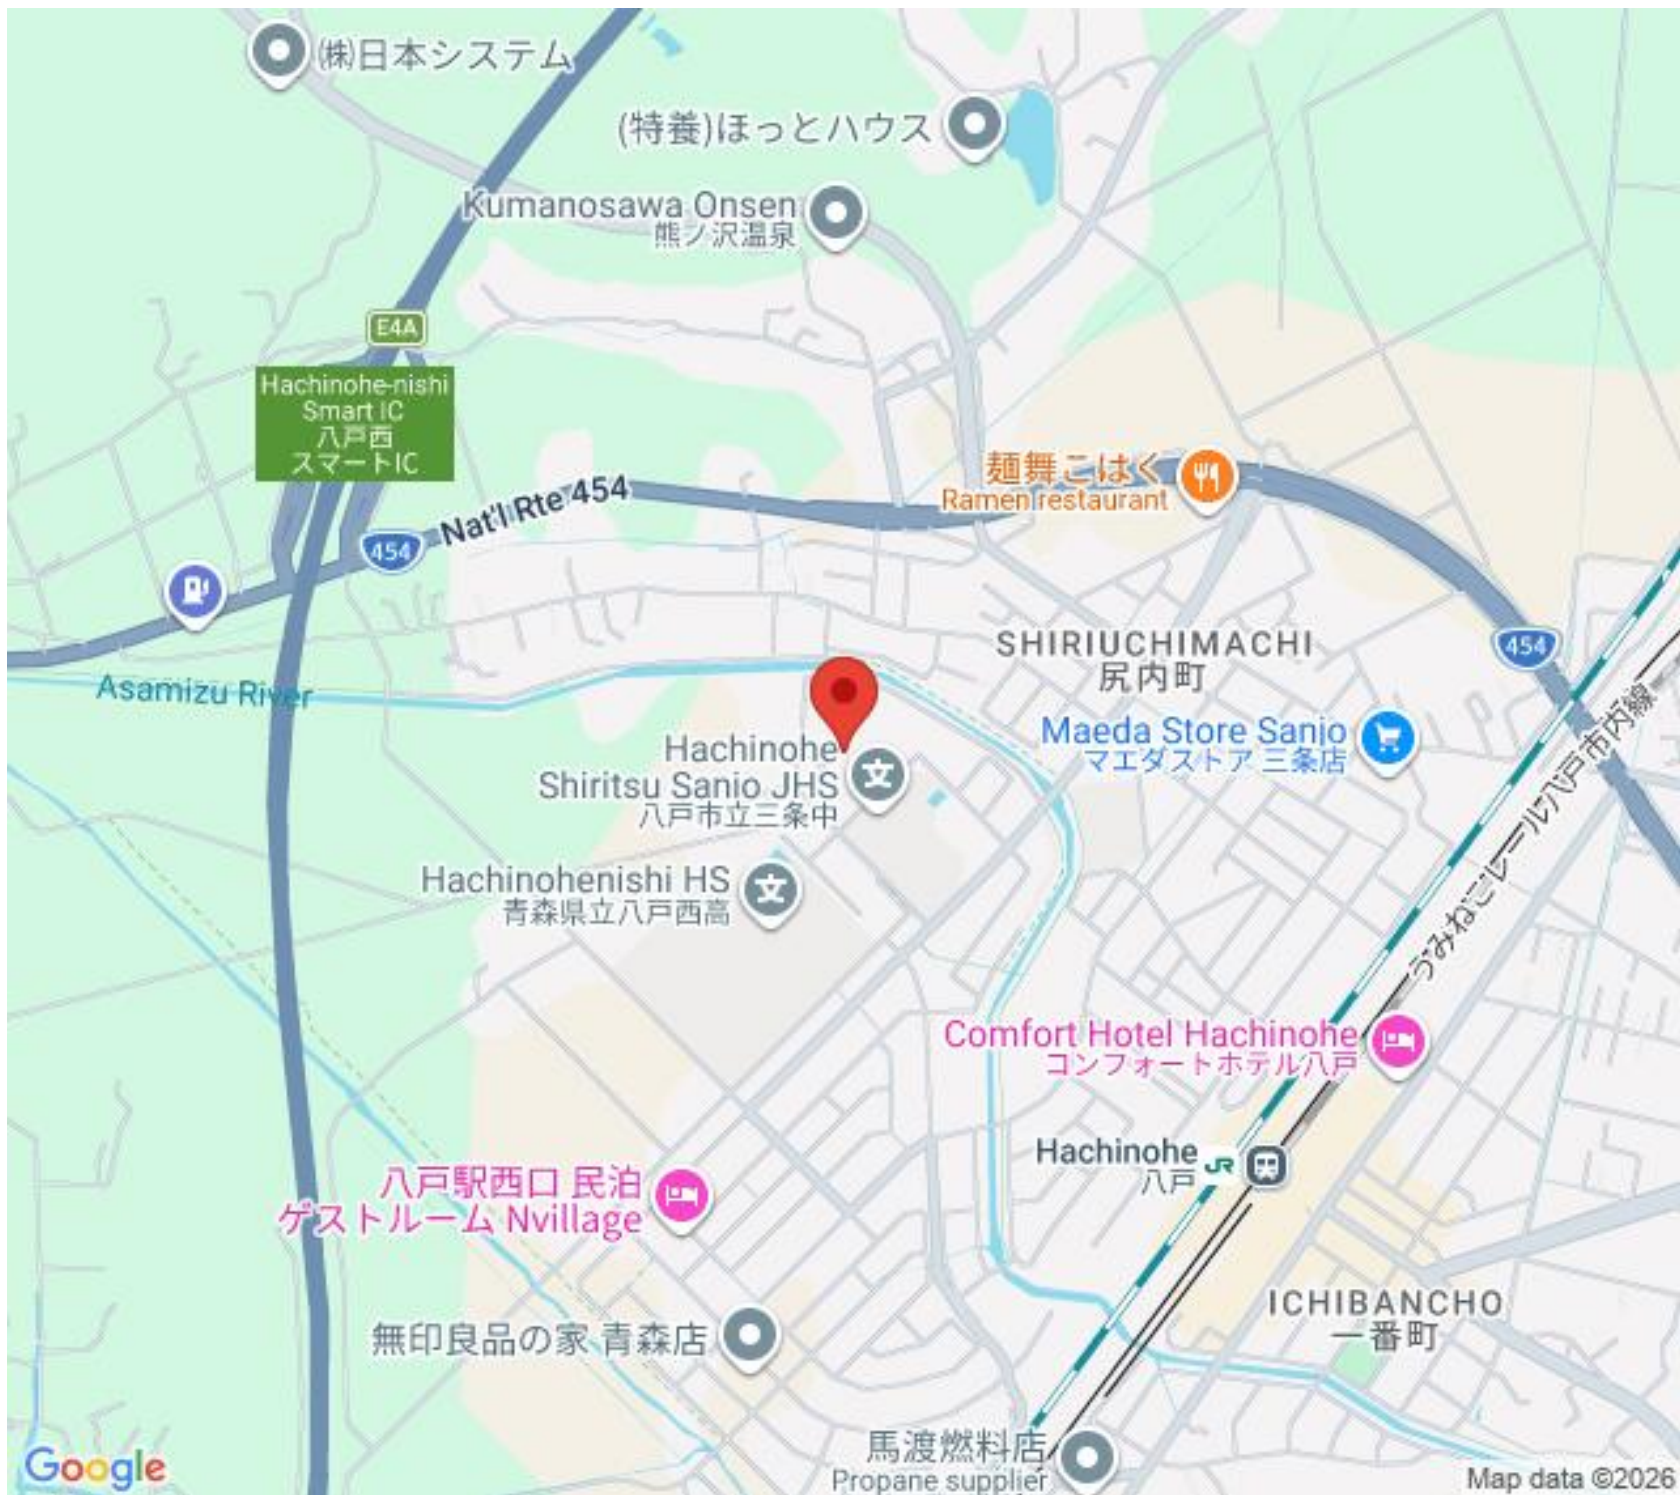 (株)日本システム
(特養)ほっとハウス
Kumanosawa Onsen
熊ノ沢温泉
E4A
Hachinohe-nishi
Smart IC
八戸西
スマートIC
麺舞こはく
Ramen restaurant
Nat'l Rte 454
454
SHIRIUCHIMACHI
尻内町
454
Asamizu River
Maeda Store Sanjo
マエダストア 三条店
Hachinohe
Shiritsu Sanjo JHS
八戸市立三条中
うみねこレール八戸市内線
Hachinohenishi HS
青森県立八戸西高
Comfort Hotel Hachinohe
コンフォートホテル八戸
Hachinohe
八戸
JR
八戸駅西口 民泊
ゲストルーム Nvillage
ICHIBANCHO
一番町
無印良品の家 青森店
馬渡燃料店
Propane supplier
Google
Map data ©2026